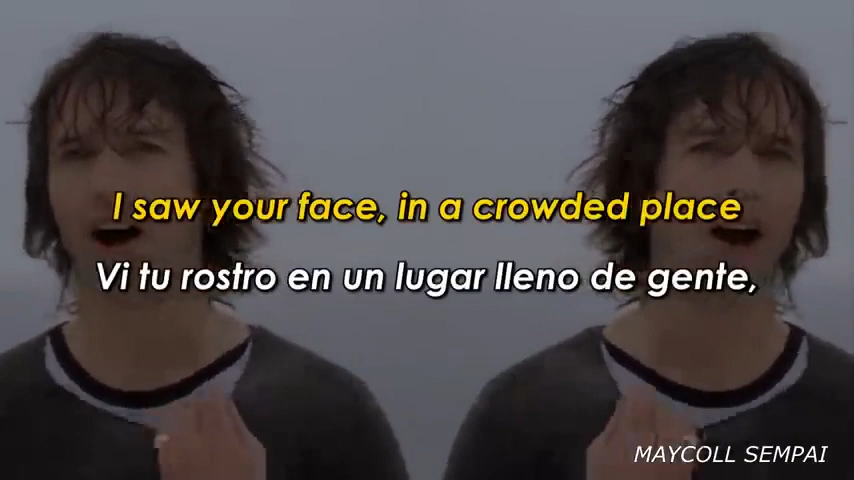 I saw your face, in a crowded place
Vi tu rostro en un lugar lleno de gente,
MAYCOLL SEMPAI